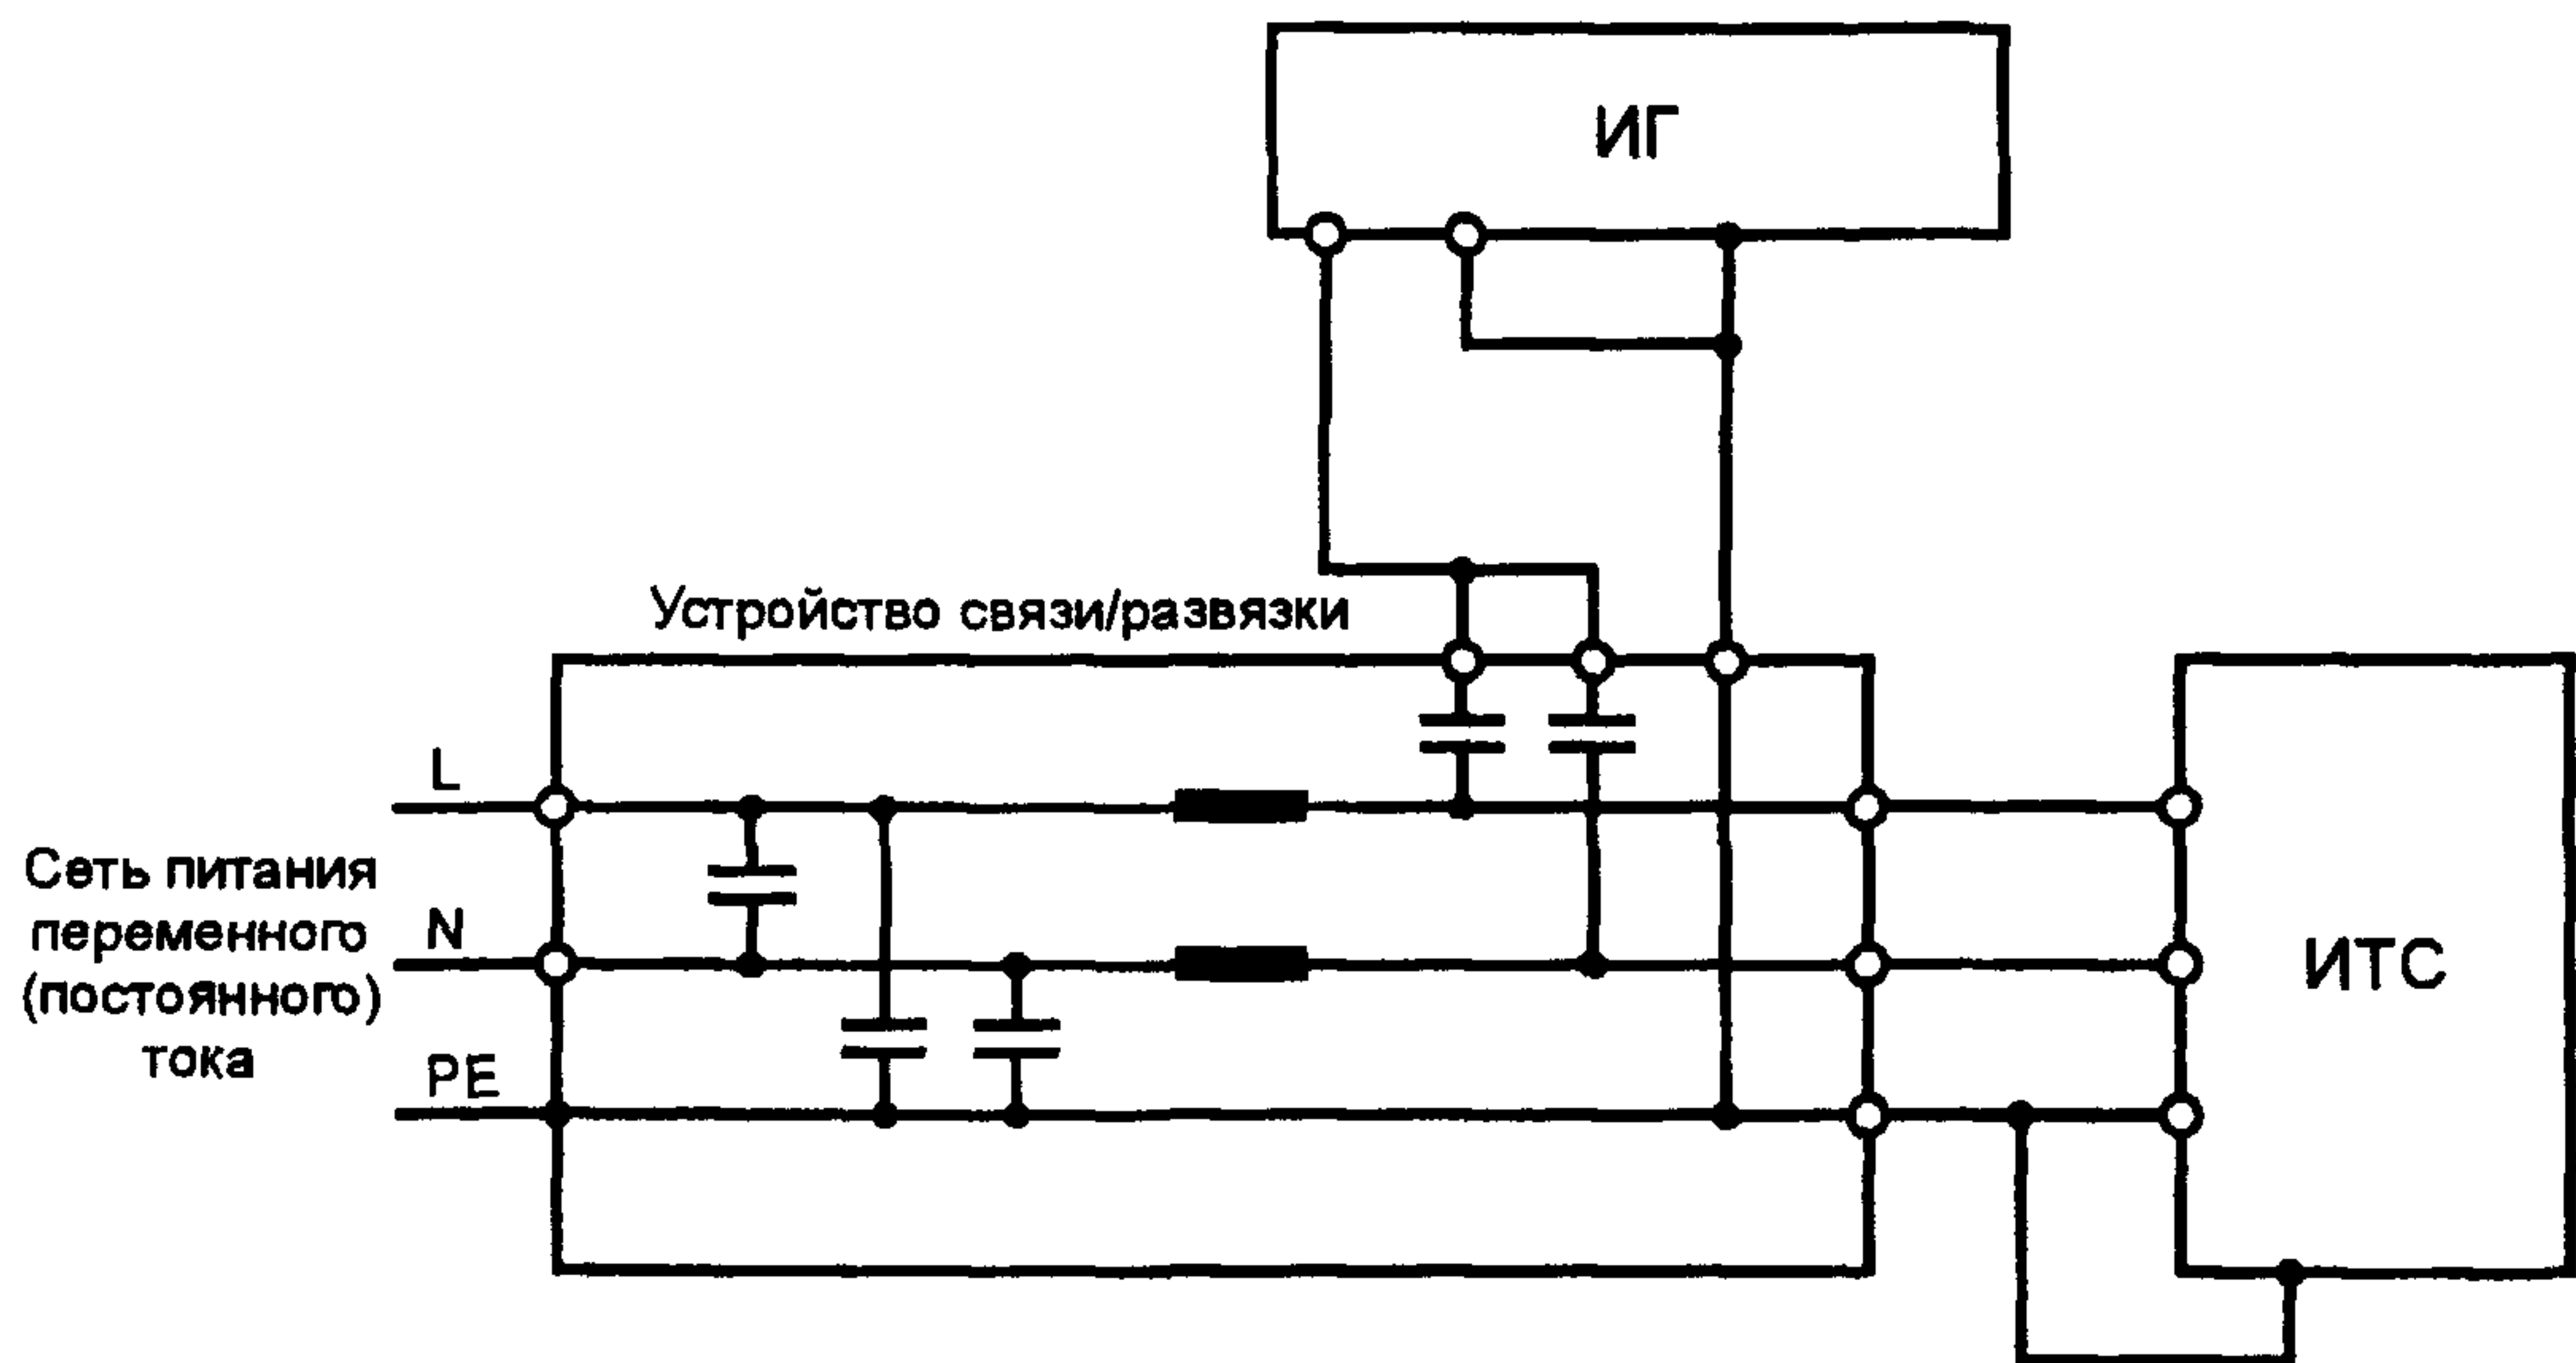 ИГ
Устройство связи/развязки
L
Сеть питания
переменного
(постоянного)
тока
N
PE
ИТС